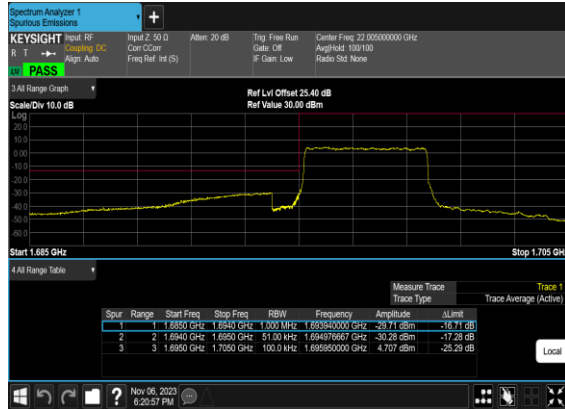 Spectrum Analyzer 1
Spurious Emissions
+
KEYSIGHT Input: RF Input Z: 50 Ω Atten: 20 dB Trig: Free Run Center Freq: 22.005000000 GHz
R T Coupling: DC Corr CCorr Gate: Off Avg|Hold: 100/100
Align: Auto Freq Ref: Int (S) IF Gain: Low Radio Std: None
PASS
3 All Range Graph
Ref Lvl Offset 25.40 dB
Scale/Div 10.0 dB Ref Value 30.00 dBm
Log
20.0
10.0
0.00
-10.0
-20.0
-30.0
-40.0
-50.0
-60.0
Start 1.685 GHz Stop 1.705 GH
4 All Range Table
Measure Trace Trace 1
Trace Type Trace Average (Active)
Spur Range Start Freq Stop Freq RBW Frequency Amplitude ΔLimit
1 1 1.6850 GHz 1.6940 GHz 1.000 MHz 1.693940000 GHz -29.71 dBm -16.71 dB
2 2 1.6940 GHz 1.6950 GHz 51.00 kHz 1.694976667 GHz -30.28 dBm -17.28 dB
3 3 1.6950 GHz 1.7050 GHz 100.0 kHz 1.695950000 GHz 4.707 dBm -25.29 dB
Local
? Nov 06, 2023
6:20:57 PM